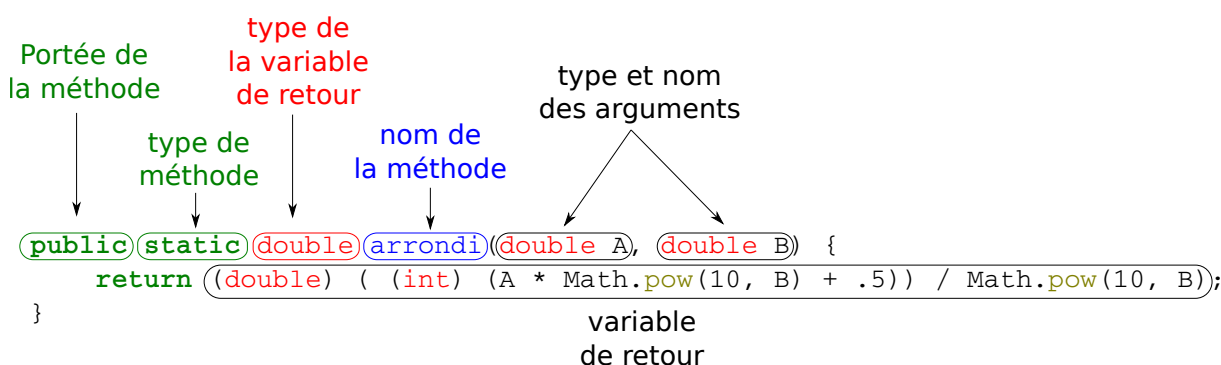 Portée de
la méthode
type de
la variable
de retour
type de
méthode
nom de
la méthode
type et nom
des arguments
public static double arrondi(double A, double B) {
return (double) ( (int) (A * Math.pow(10, B) + .5)) / Math.pow(10, B);
}
variable
de retour